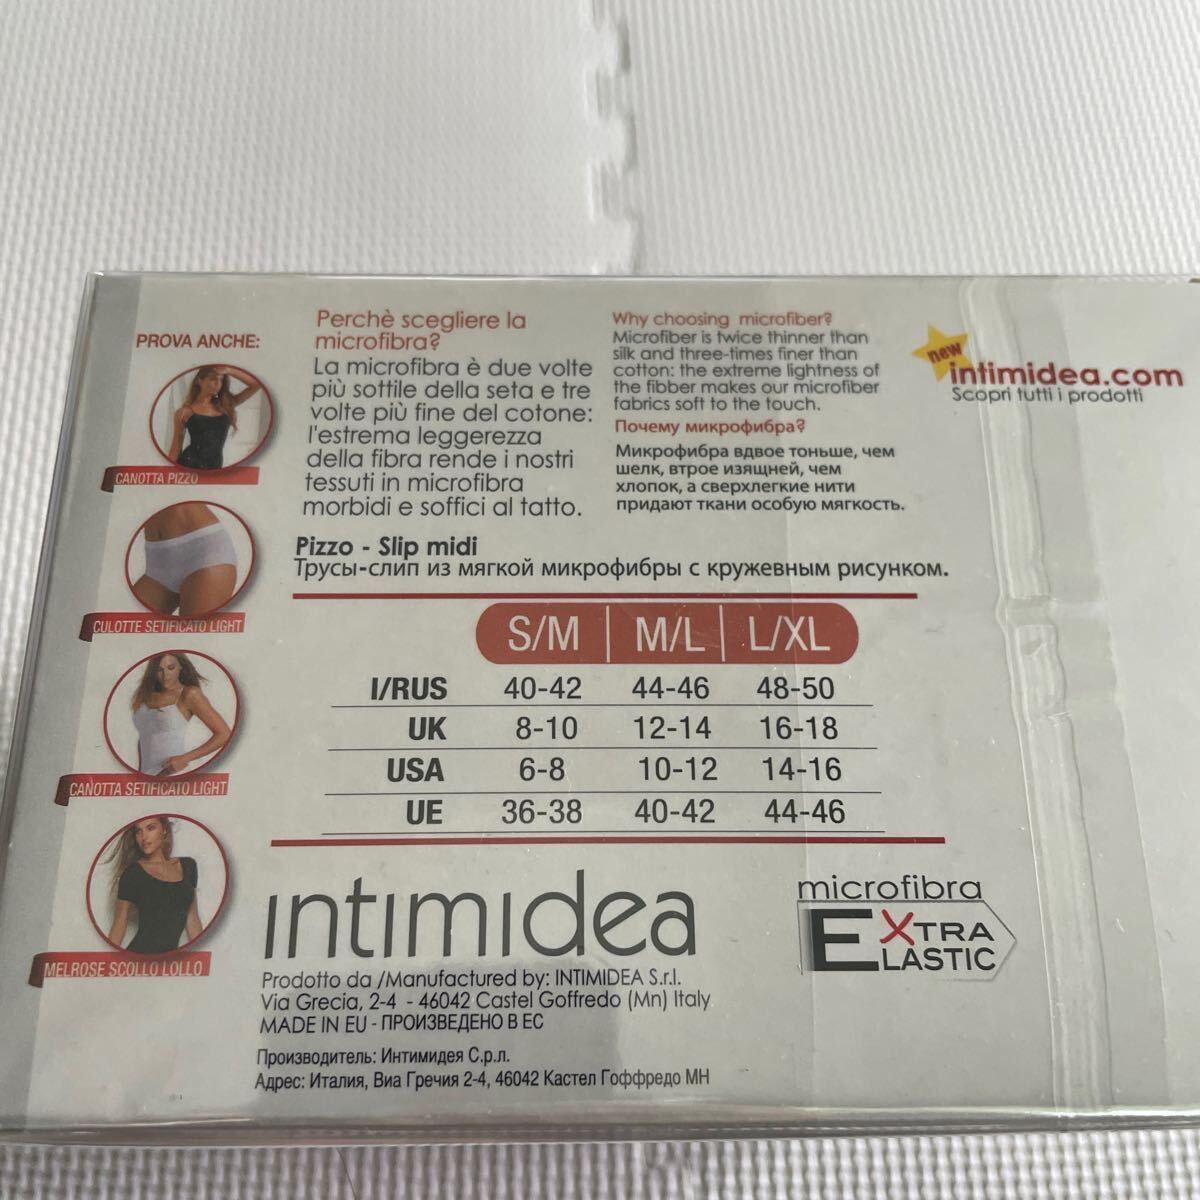 PROVA ANCHE:
CANOTTA PIZZO
CULOTTE SETIFICATO LIGHT
CANOTTA SETIFICATO LIGHT
MELROSE SCOLLO LOLLO
Perchè scegliere la
microfibra?
La microfibra è due volte
più sottile della seta e tre
volte più fine del cotone:
l'estrema leggerezza
della fibra rende i nostri
tessuti in microfibra
morbidi e soffici al tatto.
Why choosing microfiber?
Microfiber is twice thinner than
silk and three-times finer than
cotton: the extreme lightness of
the fibber makes our microfiber
fabrics soft to the touch.
Почему микрофибра?
Микрофибра вдвое тоньше, чем
шелк, втрое изящней, чем
хлопок, а сверхлегкие нити
придают ткани особую мягкость.
new
intimidea.com
Scopri tutti i prodotti
Pizzo - Slip midi
Трусы-слип из мягкой микрофибры с кружевным рисунком.
S/M M/L L/XL
I/RUS 40-42 44-46 48-50
UK 8-10 12-14 16-18
USA 6-8 10-12 14-16
UE 36-38 40-42 44-46
intimidea
microfibra
EXTRA
ELASTIC
Prodotto da /Manufactured by: INTIMIDEA S.r.l.
Via Grecia, 2-4 - 46042 Castel Goffredo (Mn) Italy
MADE IN EU - ПРОИЗВЕДЕНО В ЕС
Производитель: Интимидея С.р.л.
Адрес: Италия, Виа Гречия 2-4, 46042 Кастел Гоффредо МН